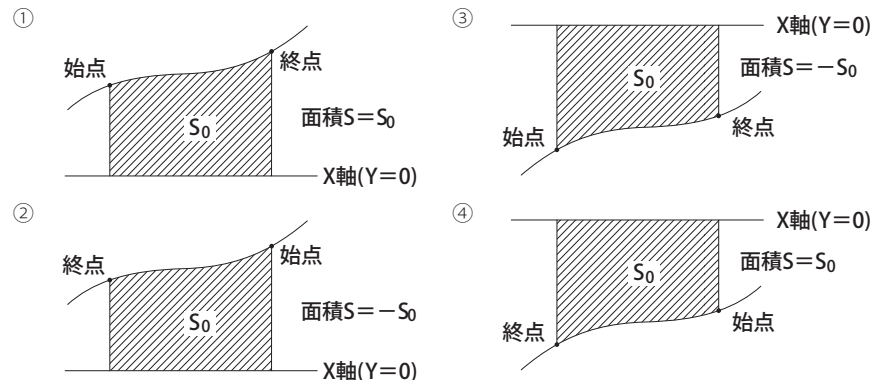 ①
始点
終点
S0
面積S=S0
X軸(Y=0)
②
終点
始点
S0
面積S=−S0
X軸(Y=0)
③
X軸(Y=0)
S0
面積S=−S0
始点
終点
④
X軸(Y=0)
S0
面積S=S0
終点
始点